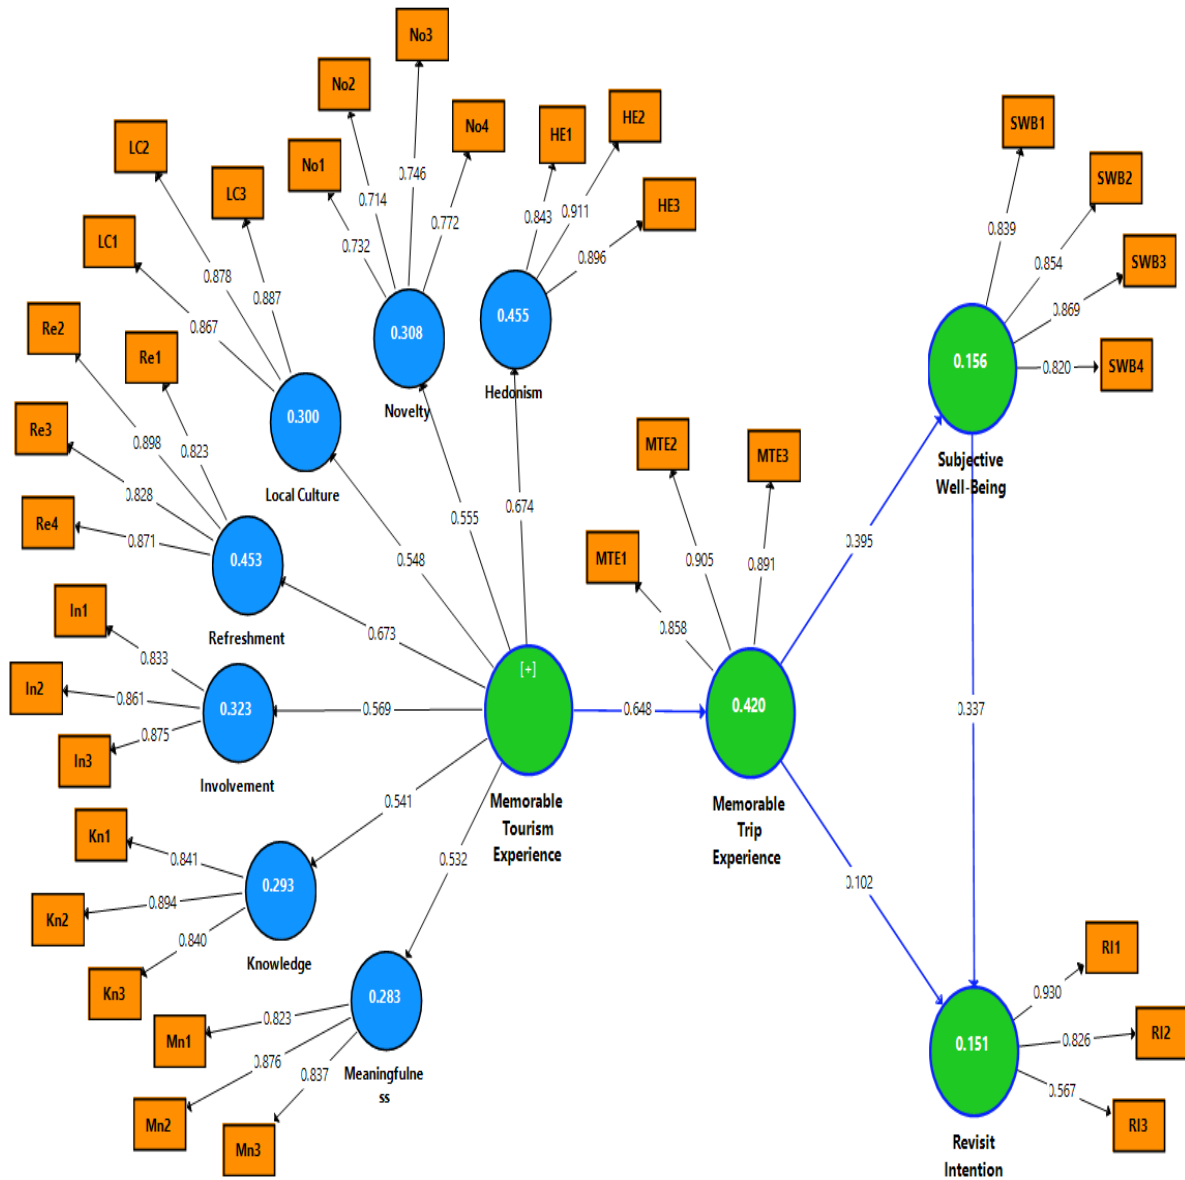 No3
No2
No4
HE1
HE2
LC2
No1
LC3
HE3
SWB1
SWB2
SWB3
SWB4
LC1
Re2
Re1
Re3
Re4
0.746
0.714
0.772
0.732
0.843
0.911
0.896
0.878
0.887
0.867
0.839
0.854
0.869
0.820
0.308
0.455
0.156
0.300
Novelty
Hedonism
Local Culture
0.898
0.823
0.828
0.871
0.453
Refreshment
0.555
0.674
0.548
0.673
MTE2
MTE3
MTE1
0.905
0.891
0.858
Subjective
Well-Being
0.395
In1
In2
In3
0.833
0.861
0.875
0.323
Involvement
0.569
[+]
0.648
0.420
0.337
Memorable
Tourism
Experience
Memorable
Trip
Experience
0.541
0.532
0.102
Kn1
Kn2
Kn3
0.841
0.894
0.840
0.293
Knowledge
0.283
Meaningfulne
ss
Mn1
Mn2
Mn3
0.823
0.876
0.837
RI1
RI2
RI3
0.930
0.826
0.567
0.151
Revisit
Intention